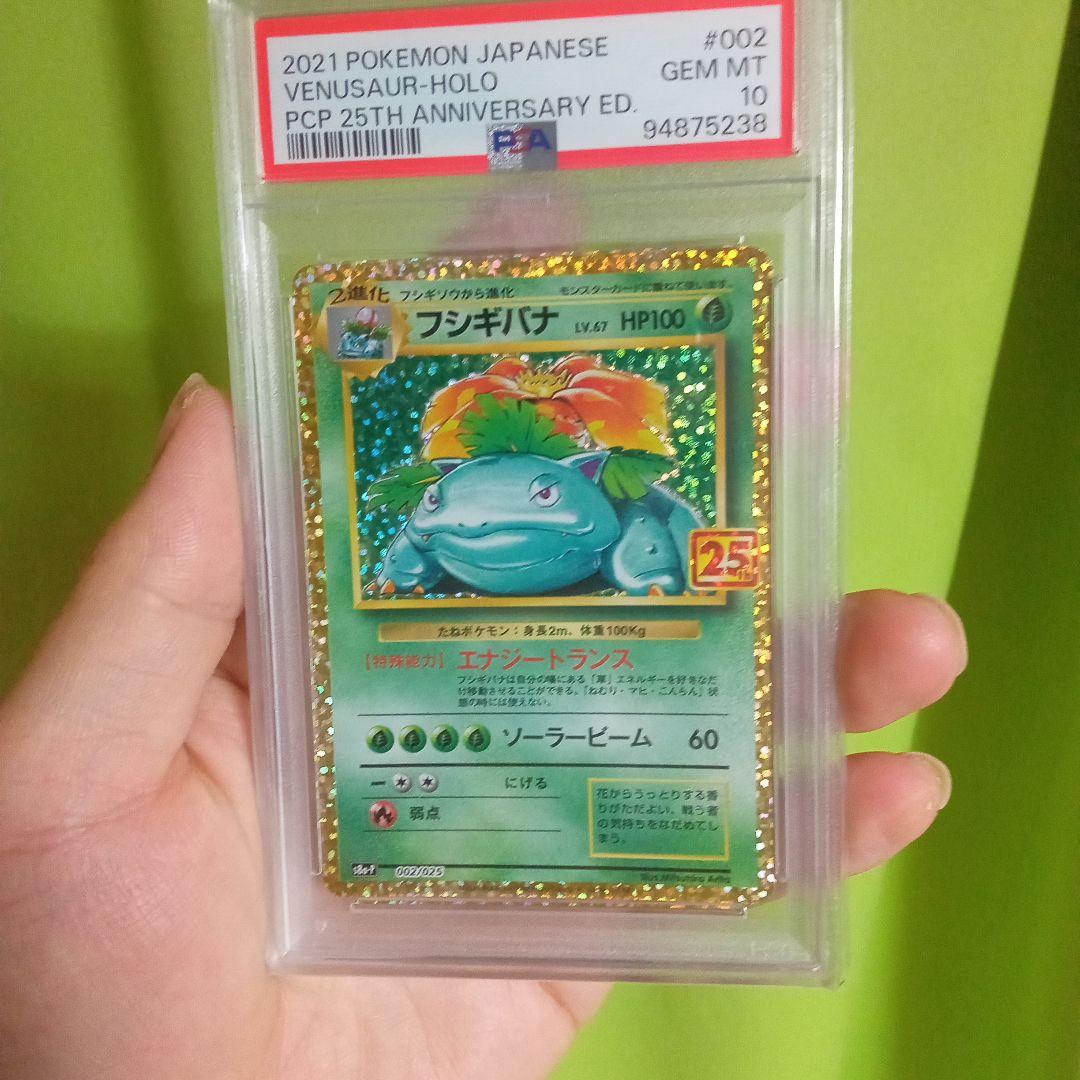 2021 POKEMON JAPANESE #002
VENUSAUR-HOLO GEM MT
PCP 25TH ANNIVERSARY ED. 10
PSA 94875238
2進化 フシギソウから進化 モンスターカードに重ねて使います。
フシギバナ LV.67 HP100
25TH
たねポケモン：身長2m、体重100Kg
【特殊能力】 エナジートランス
フシギバナは自分の場にある「草」エネルギーを好きなだ
け移動させることができる。「ねむり・マヒ・こんらん」状
態の時には使えない。
ソーラービーム 60
にげる
弱点
花からうっとりする香
りがただよい、戦う者
の気持ちをなだめてし
まう。
s8a-P 002/025
Illus. Mitsuhiro Arita